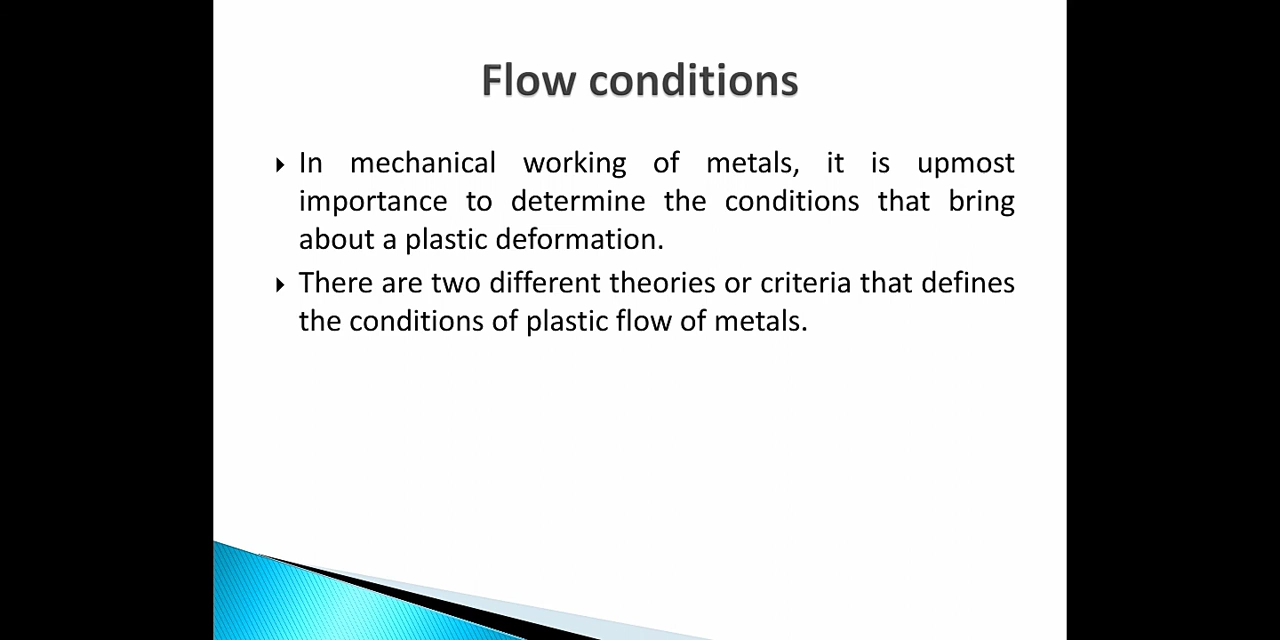 Flow conditions
In mechanical working of metals, it is upmost
importance to determine the conditions that bring
about a plastic deformation.
There are two different theories or criteria that defines
the conditions of plastic flow of metals.